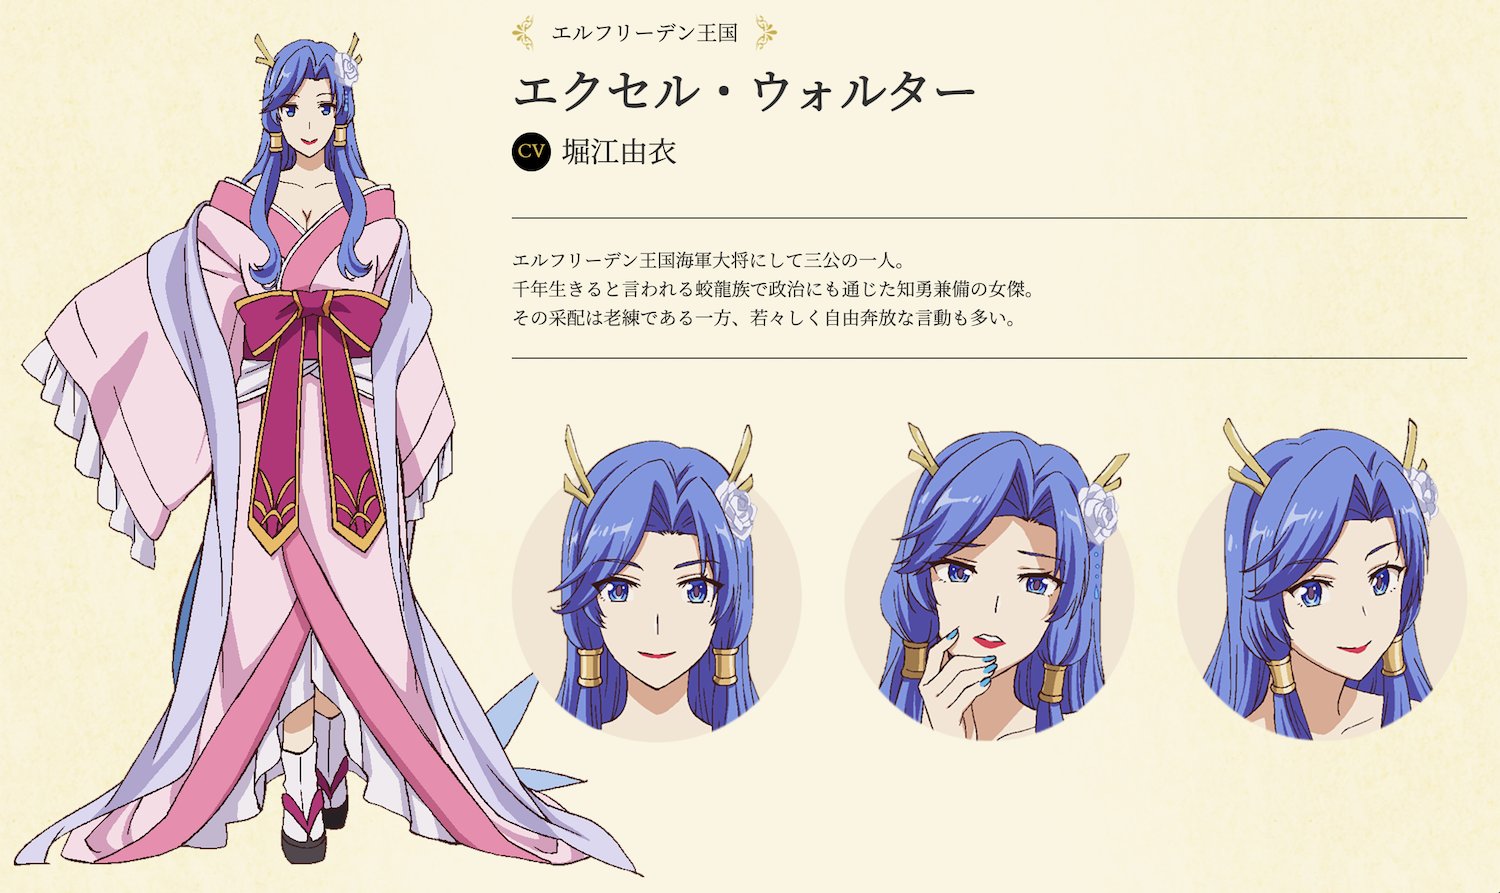 エルフリーデン王国
エクセル・ウォルター
CV 堀江由衣
エルフリーデン王国海軍大将にして三公の一人。
千年生きると言われる蛟龍族で政治にも通じた知勇兼備の女傑。
その采配は老練である一方、若々しく自由奔放な言動も多い。